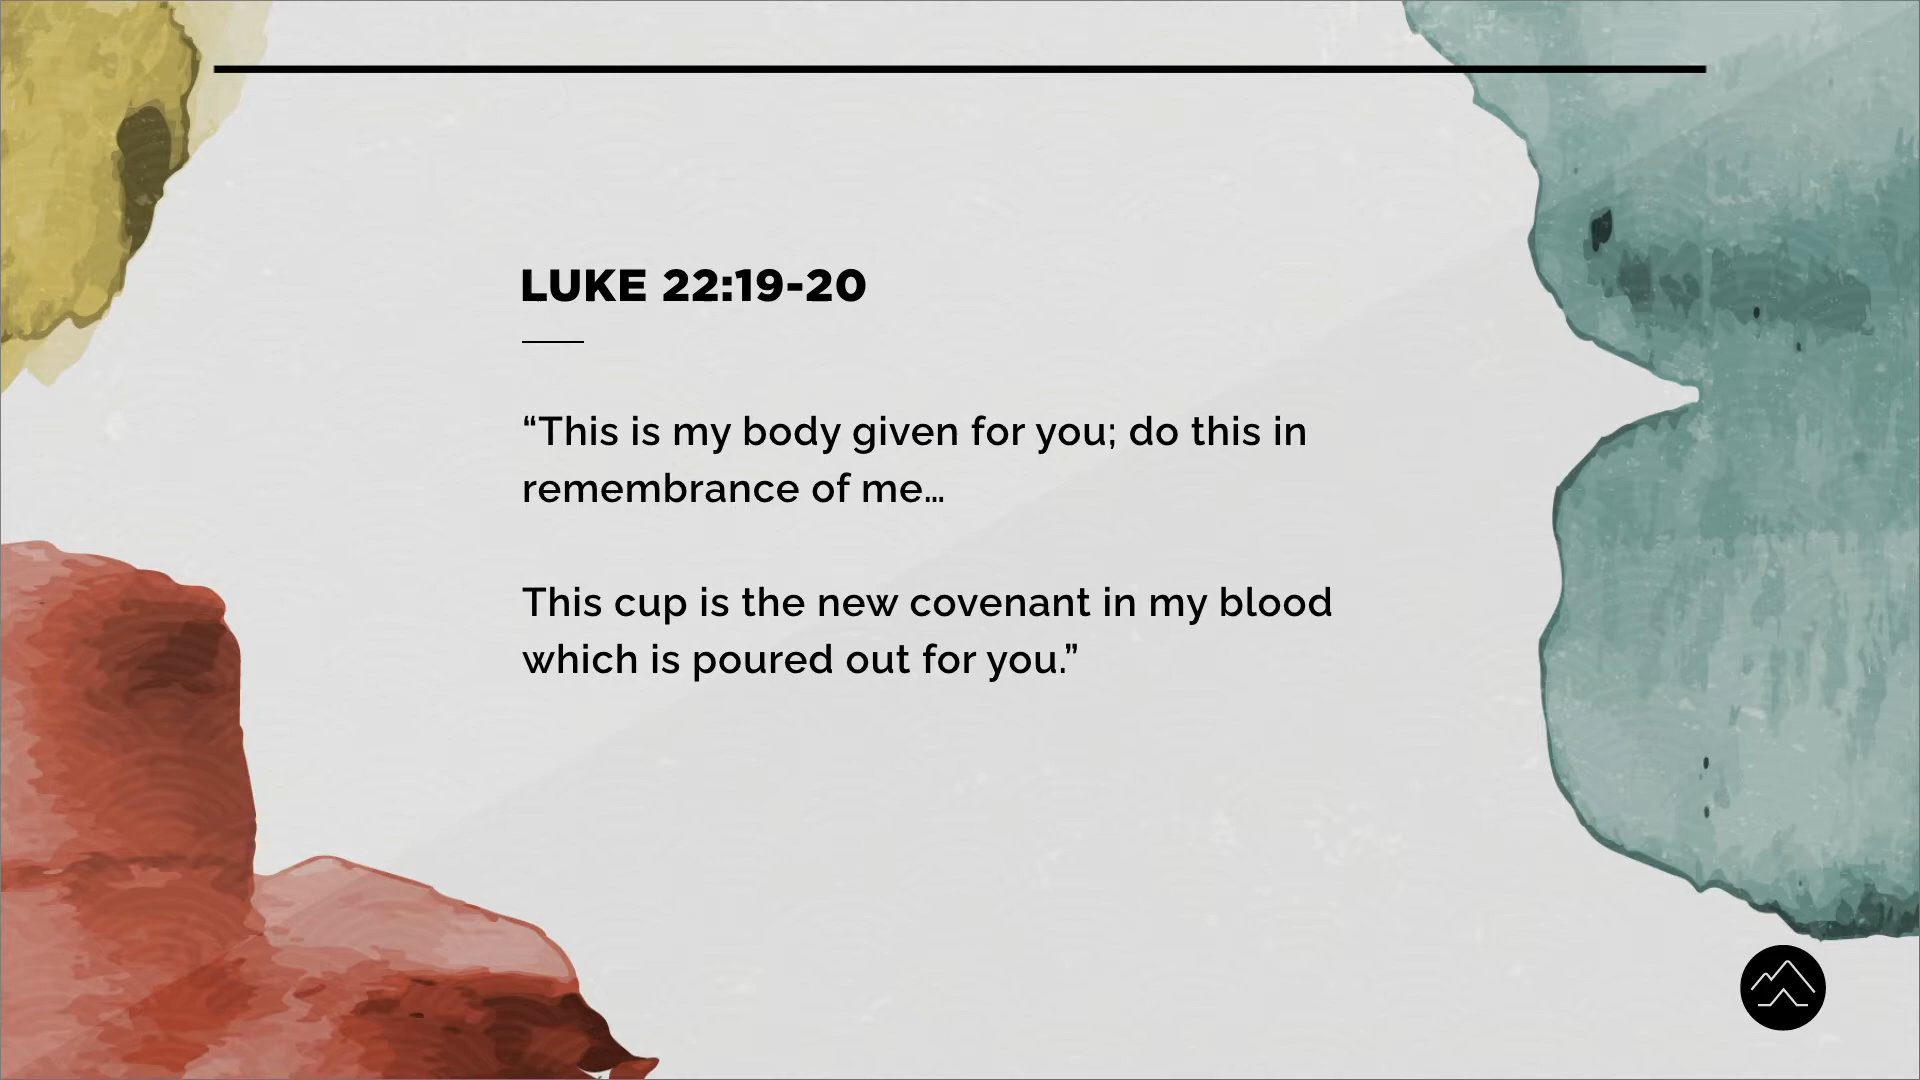 LUKE 22:19-20
“This is my body given for you; do this in
remembrance of me…
This cup is the new covenant in my blood
which is poured out for you.”